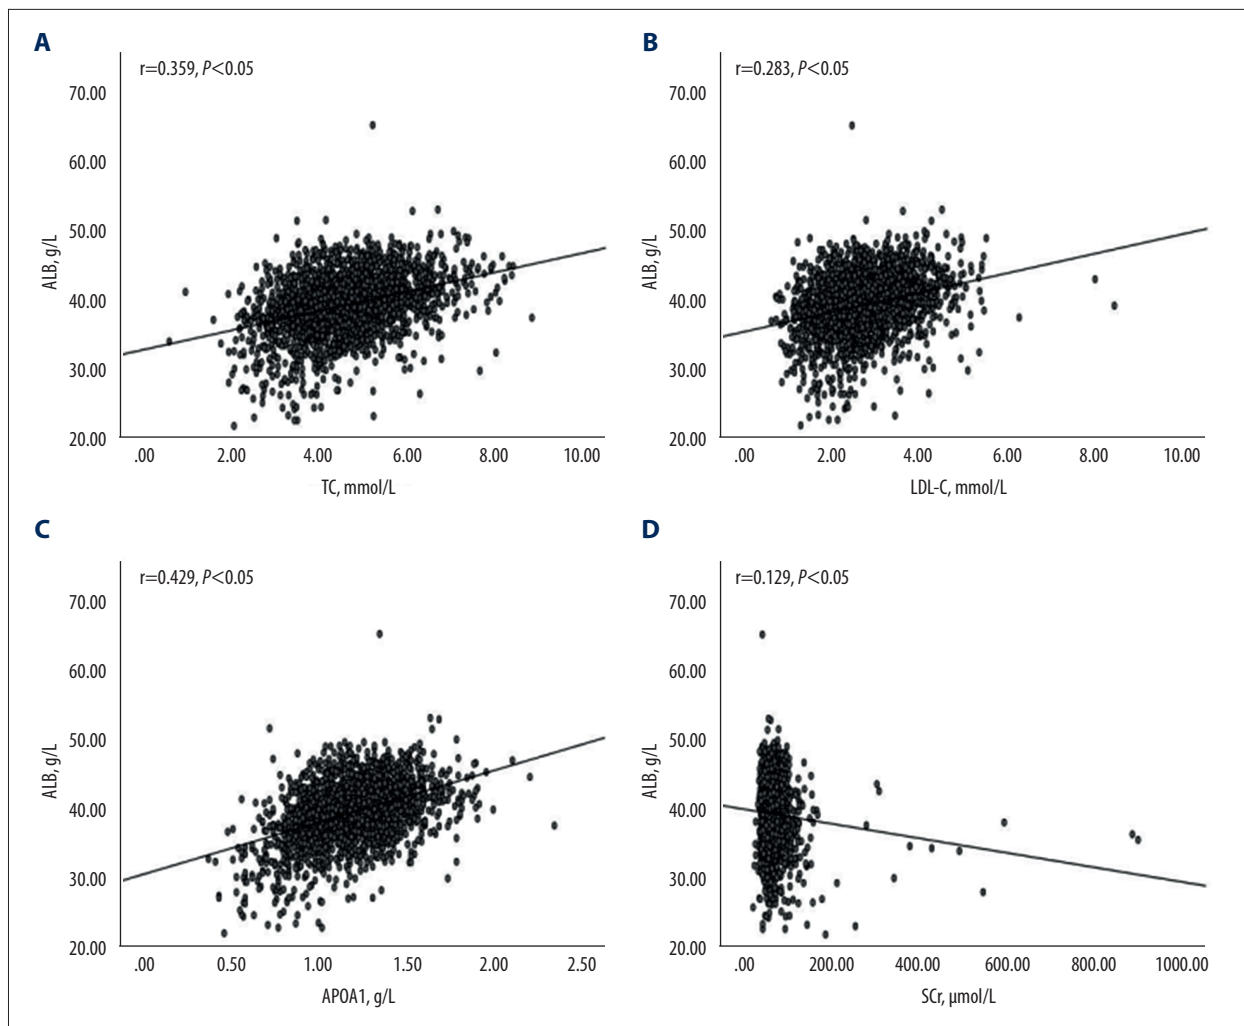 A
r=0.359, P<0.05
70.00
60.00
50.00
40.00
30.00
20.00
ALB, g/L
.00 2.00 4.00 6.00 8.00 10.00
TC, mmol/L
B
r=0.283, P<0.05
70.00
60.00
50.00
40.00
30.00
20.00
ALB, g/L
.00 2.00 4.00 6.00 8.00 10.00
LDL-C, mmol/L
C
r=0.429, P<0.05
70.00
60.00
50.00
40.00
30.00
20.00
ALB, g/L
.00 0.50 1.00 1.50 2.00 2.50
APOA1, g/L
D
r=0.129, P<0.05
70.00
60.00
50.00
40.00
30.00
20.00
ALB, g/L
.00 200.00 400.00 600.00 800.00 1000.00
SCr, μmol/L